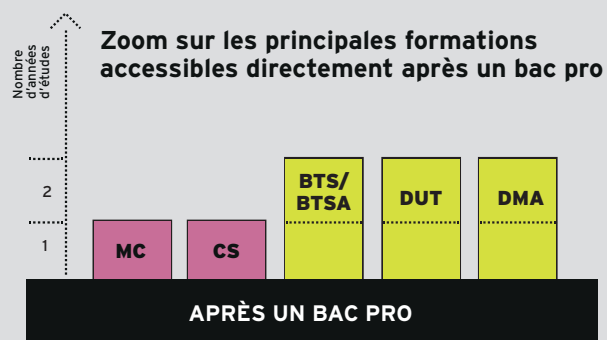 Nombre
d'années
d'études
Zoom sur les principales formations
accessibles directement après un bac pro
2
1
MC
CS
BTS/
BTSA
DUT
DMA
APRÈS UN BAC PRO